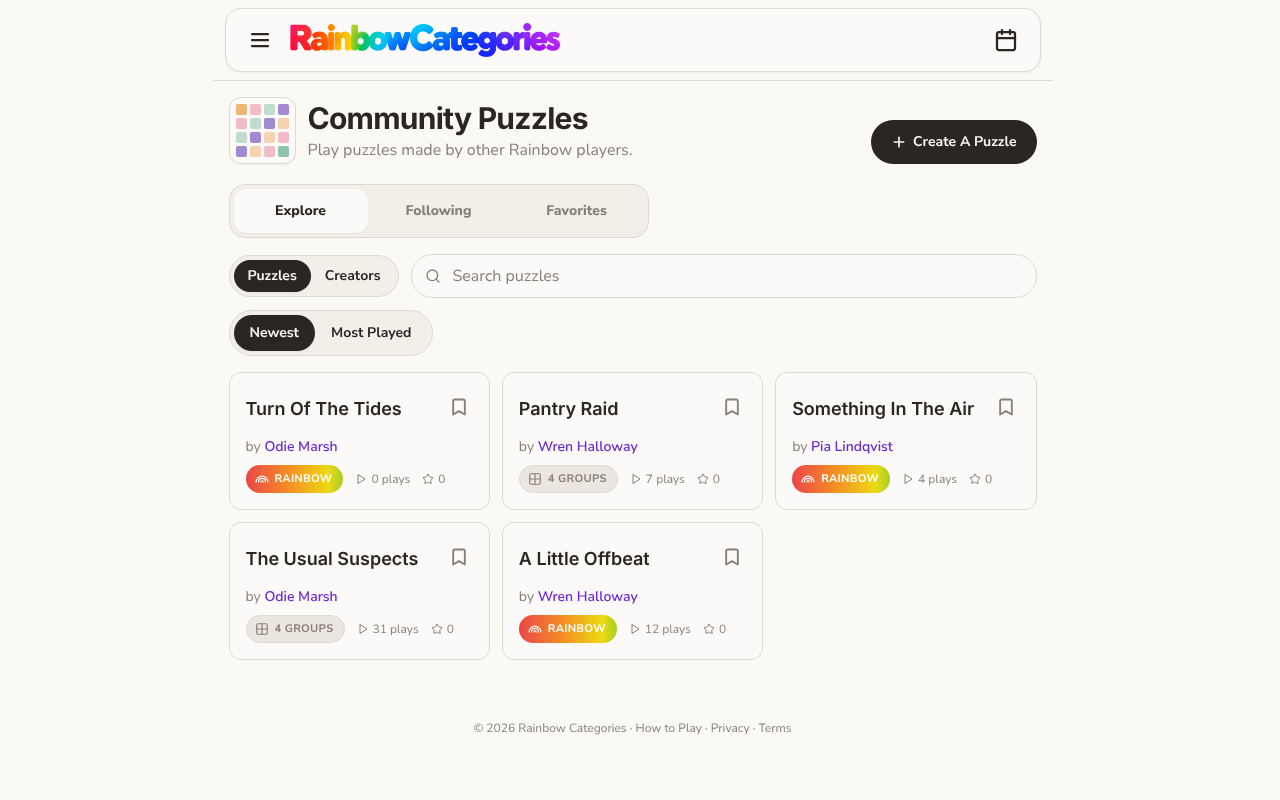 RainbowCategories
Community Puzzles
Play puzzles made by other Rainbow players.
Create A Puzzle
Explore
Following
Favorites
Puzzles
Creators
Search puzzles
Newest
Most Played
Turn Of The Tides
by Odie Marsh
RAINBOW
0 plays
0
Pantry Raid
by Wren Halloway
4 GROUPS
7 plays
0
Something In The Air
by Pia Lindqvist
RAINBOW
4 plays
0
The Usual Suspects
by Odie Marsh
4 GROUPS
31 plays
0
A Little Offbeat
by Wren Halloway
RAINBOW
12 plays
0
© 2026 Rainbow Categories · How to Play · Privacy · Terms